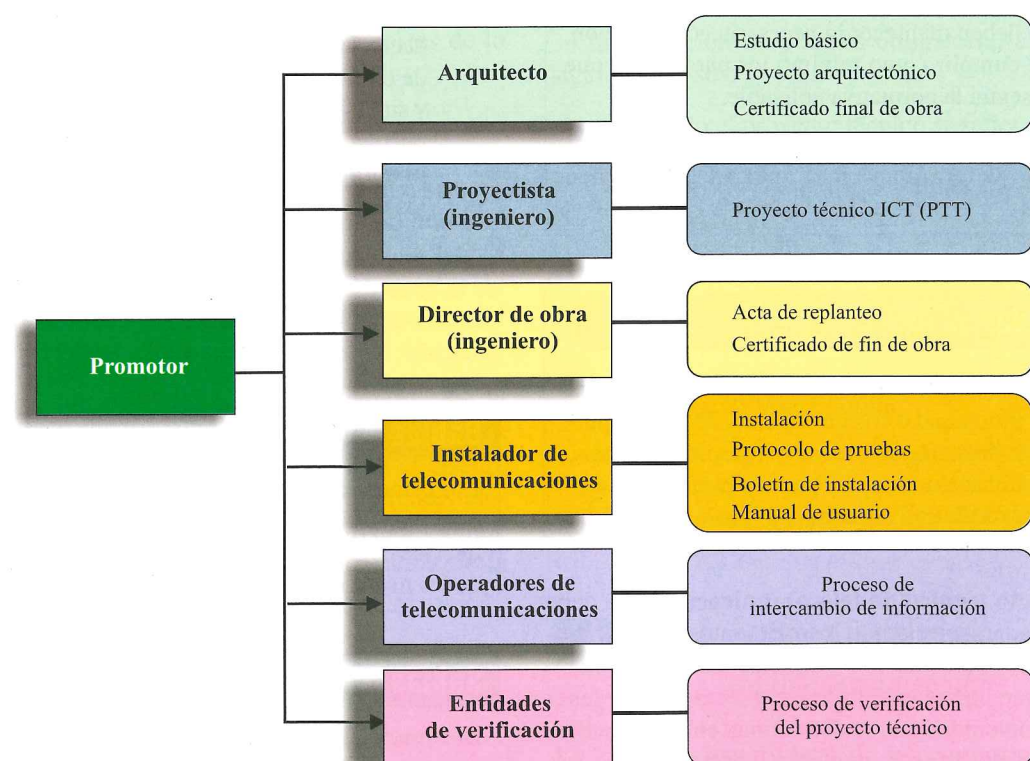 Promotor
Arquitecto
Estudio básico
Proyecto arquitectónico
Certificado final de obra
Proyectista
(ingeniero)
Proyecto técnico ICT (PTT)
Director de obra
(ingeniero)
Acta de replanteo
Certificado de fin de obra
Instalador de
telecomunicaciones
Instalación
Protocolo de pruebas
Boletín de instalación
Manual de usuario
Operadores de
telecomunicaciones
Proceso de
intercambio de información
Entidades
de verificación
Proceso de verificación
del proyecto técnico